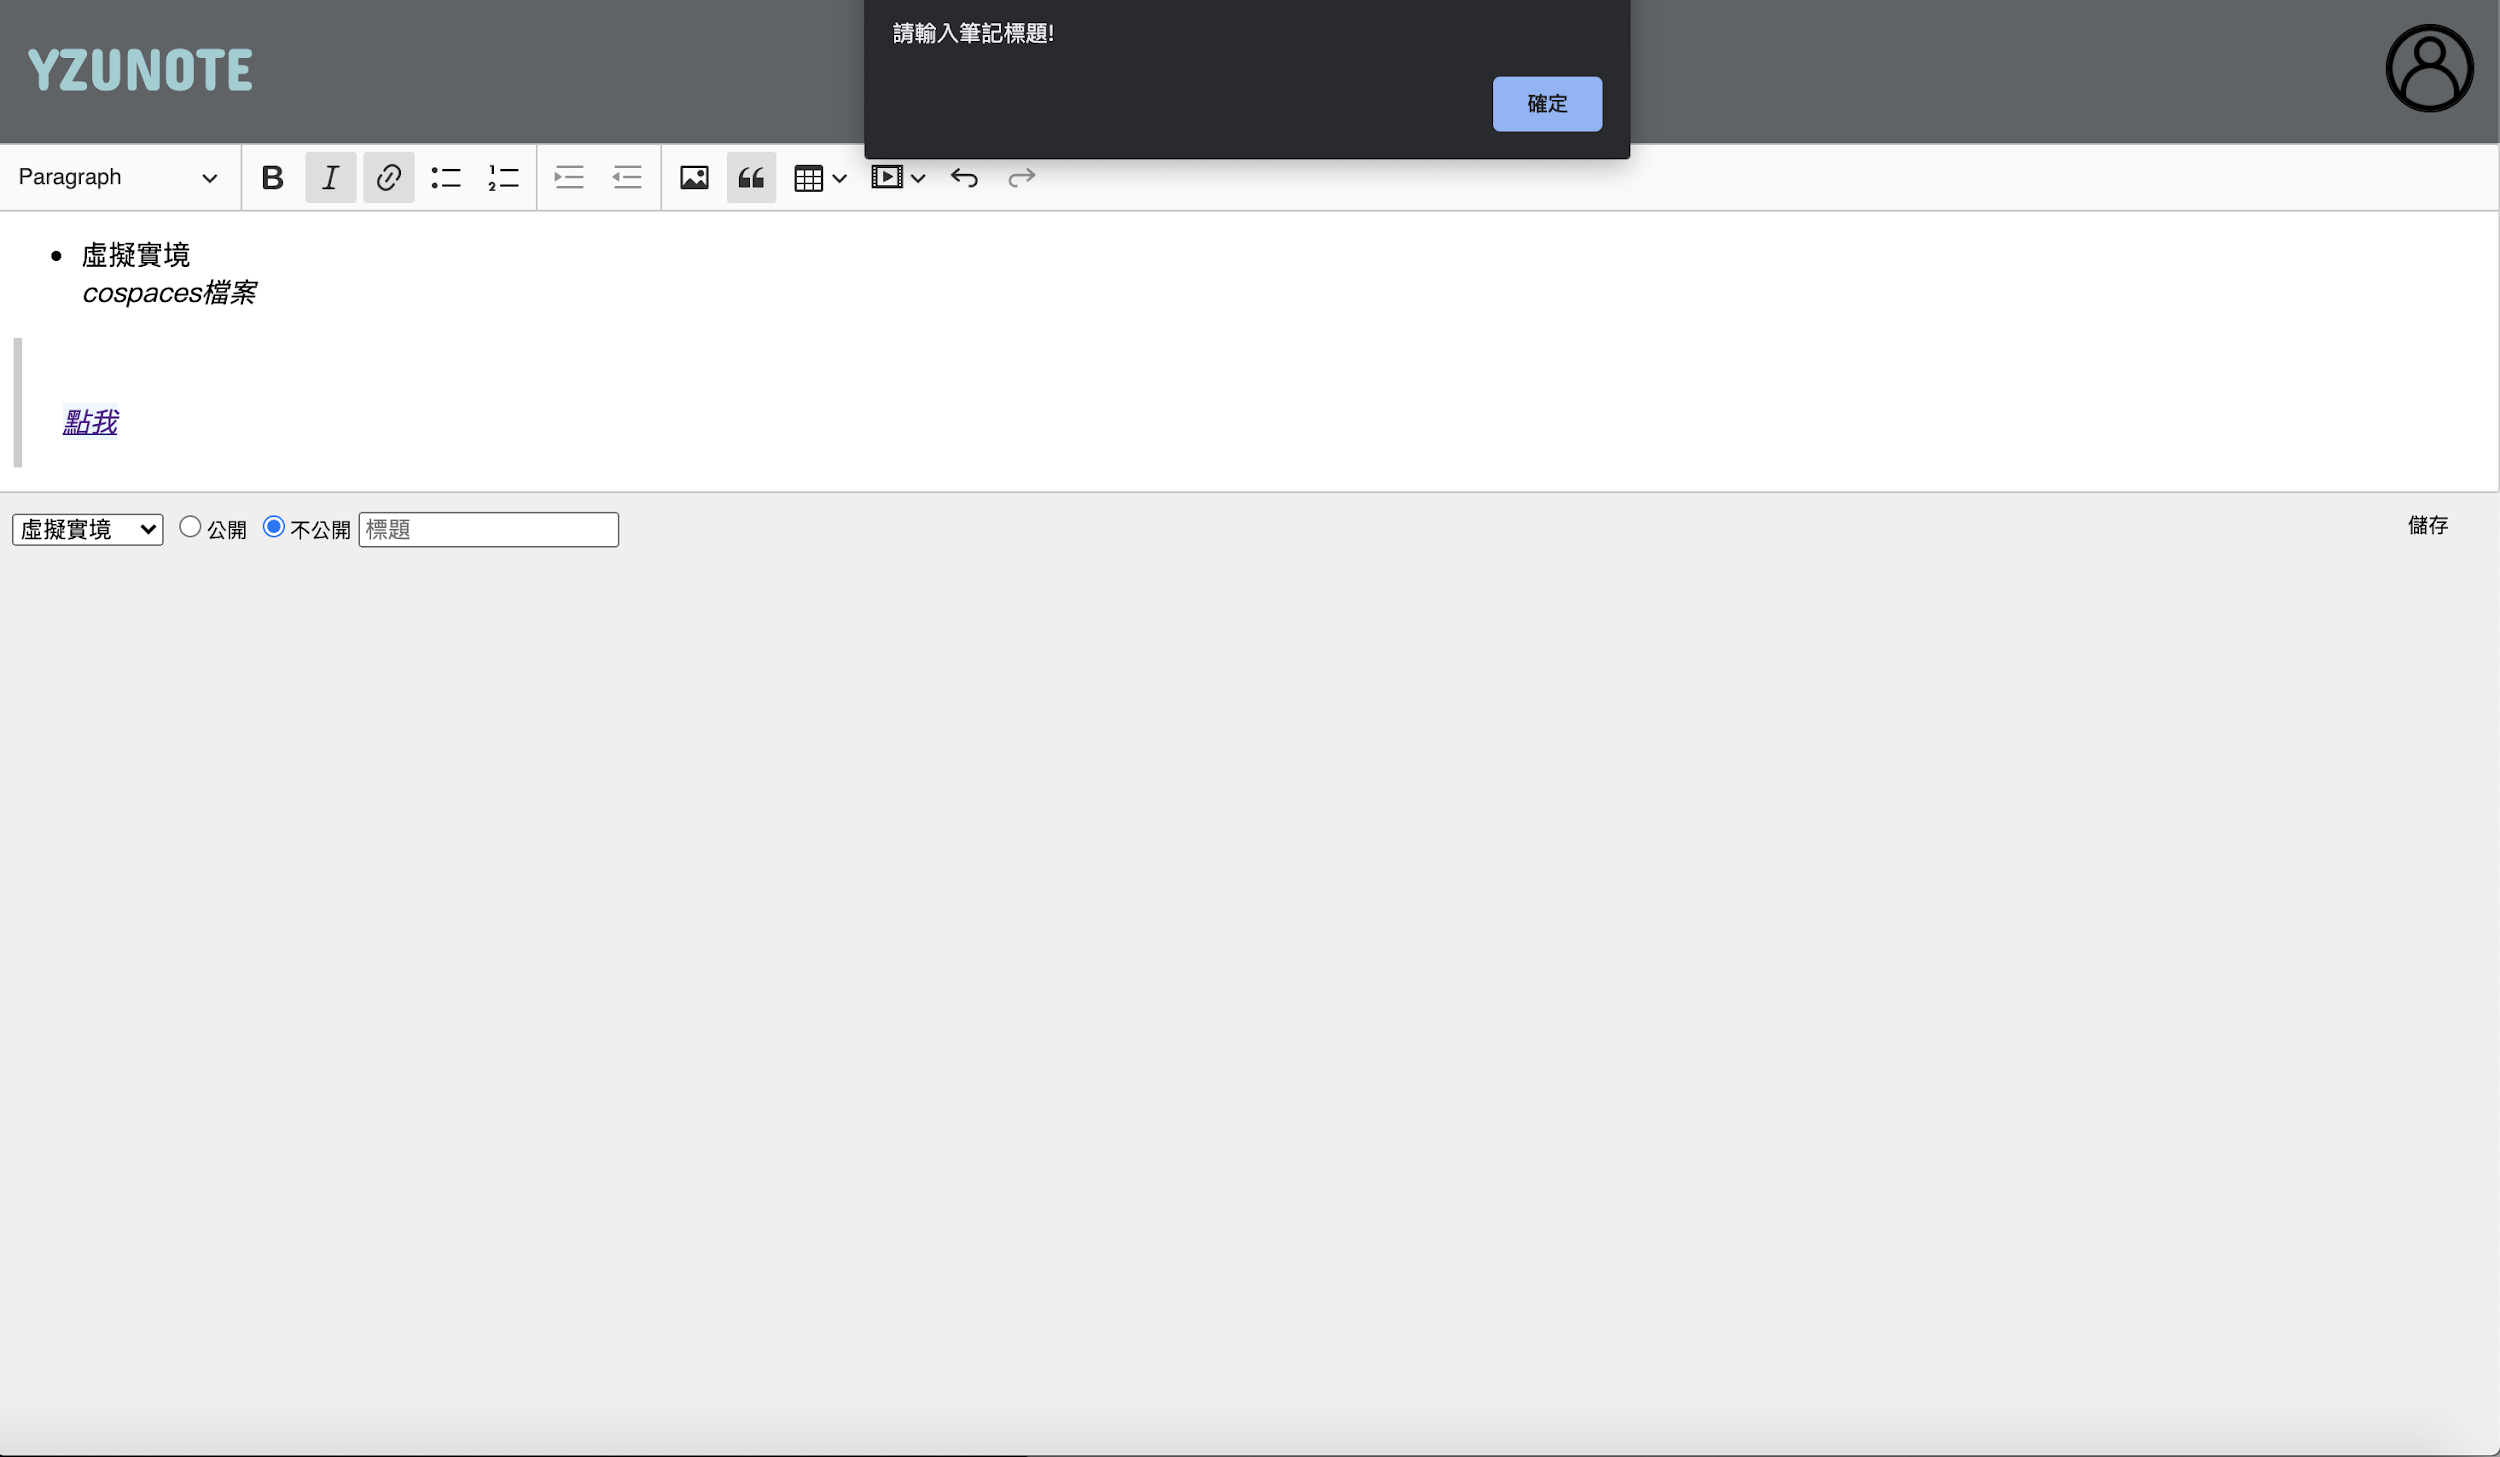 請輸入筆記標題!
確定
YZUNOTE
Paragraph
虛擬實境
cospaces檔案
點我
虛擬實境 公開 不公開 標題 儲存